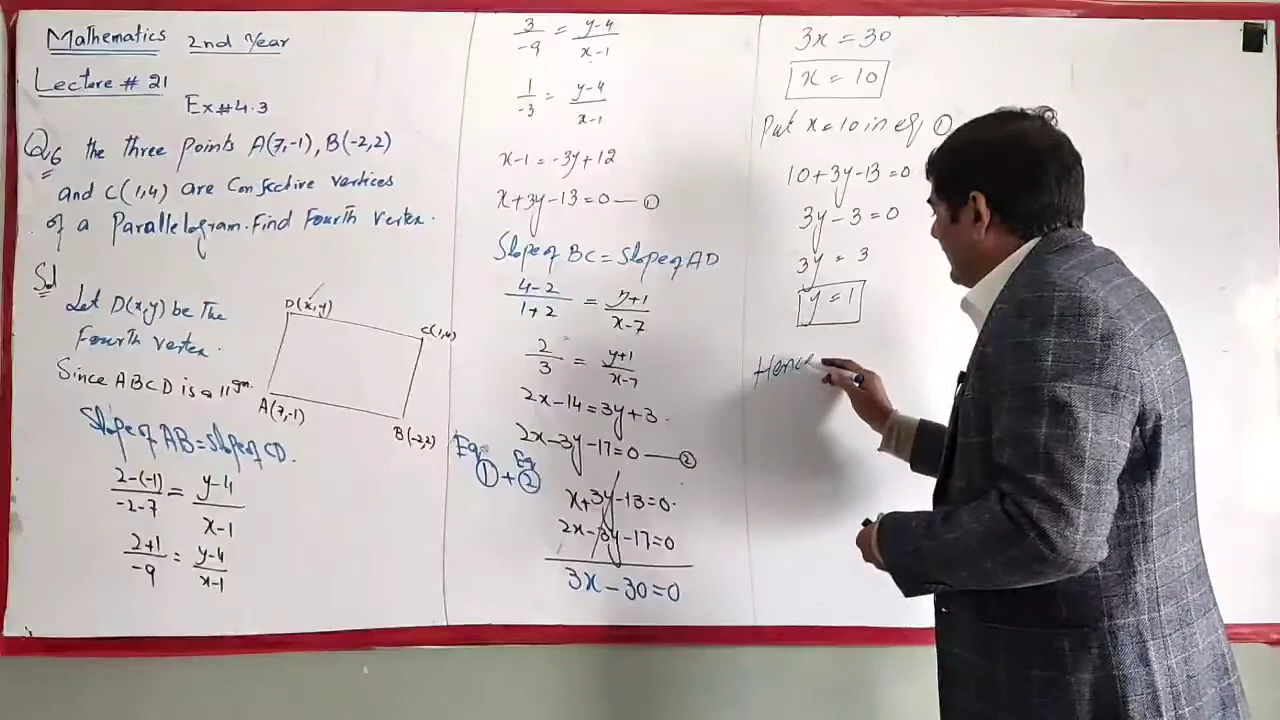 Mathematics 2nd Year
Lecture # 21
Ex#4.3
Q6 the three points A(7,-1), B(-2,2)
and C(1,4) are Consective vertices
of a Parallelogram. Find Fourth Vertex.
Sol
Let D(x,y) be The
Fourth vertex.
Since ABCD is a ||gm.
D(x,y)
C(1,4)
A(7,-1)
B(-2,2)
Slope of AB = Slope of CD.
2-(-1)/-2-7 = y-4/x-1
2+1/-9 = y-4/x-1
3/-9 = y-4/x-1
1/-3 = y-4/x-1
x-1 = -3y+12
x+3y-13=0 — ①
Slope of BC = Slope of AD
4-2/1+2 = y+1/x-7
2/3 = y+1/x-7
2x-14=3y+3.
2x-3y-17=0 — ②
Eq ① + Eq ②
x+3y-13=0.
2x-3y-17=0
3x-30=0
3x = 30
x = 10
Put x=10 in eq ①
10+3y-13=0
3y-3=0
3y = 3
y = 1
Hence